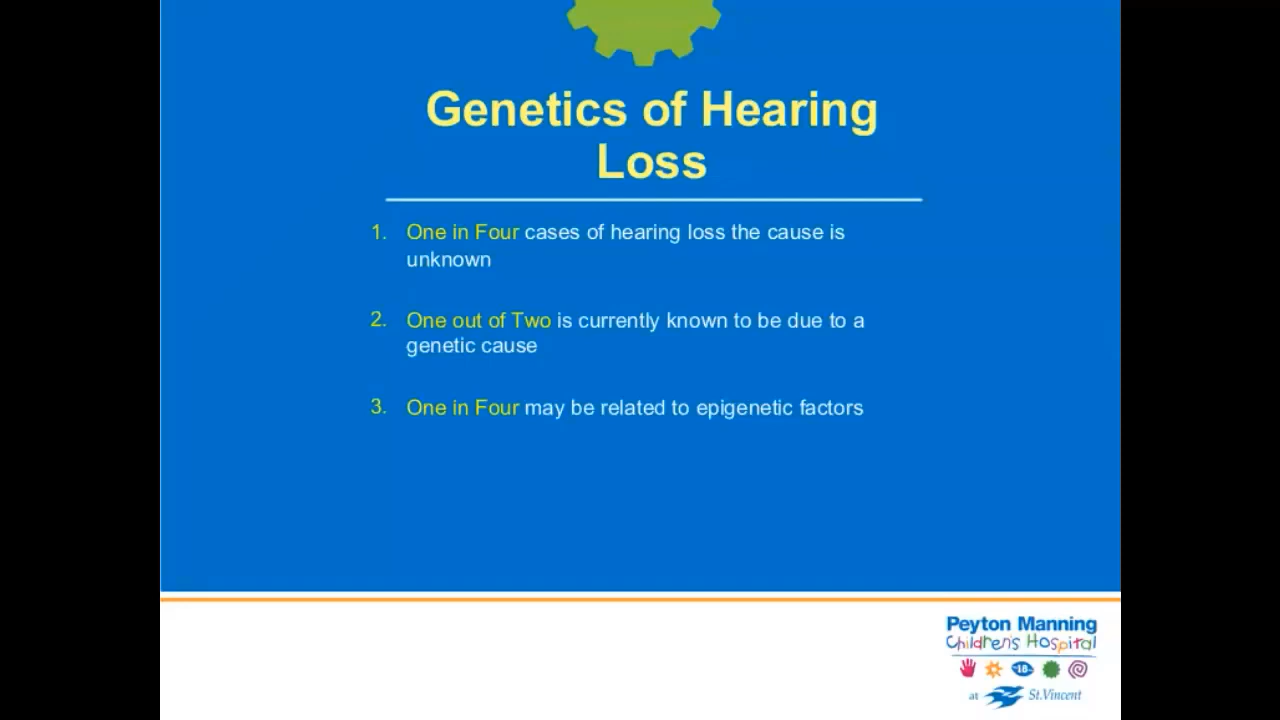 Genetics of Hearing
Loss
1. One in Four cases of hearing loss the cause is
unknown
2. One out of Two is currently known to be due to a
genetic cause
3. One in Four may be related to epigenetic factors
Peyton Manning
Children's Hospital
18
at St.Vincent